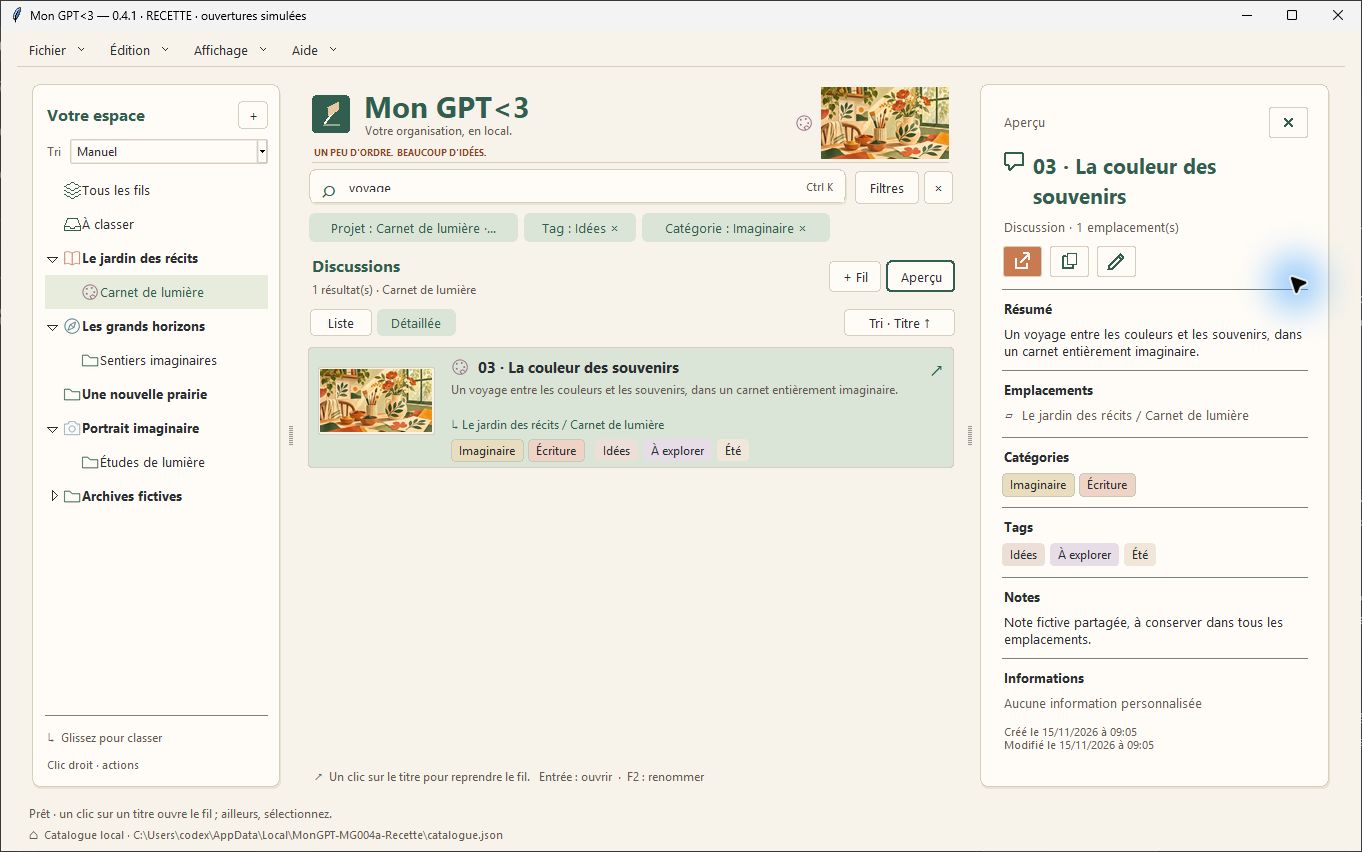 Mon GPT<3 — 0.4.1 · RECETTE · ouvertures simulées
Fichier Édition Affichage Aide
Votre espace
+
Tri Manuel
Tous les fils
À classer
Le jardin des récits
Carnet de lumière
Les grands horizons
Sentiers imaginaires
Une nouvelle prairie
Portrait imaginaire
Études de lumière
Archives fictives
↳ Glissez pour classer
Clic droit · actions
Mon GPT<3
Votre organisation, en local.
UN PEU D'ORDRE. BEAUCOUP D'IDÉES.
voyage Ctrl K
Filtres ×
Projet : Carnet de lumière ·... Tag : Idées × Catégorie : Imaginaire ×
Discussions
1 résultat(s) · Carnet de lumière
+ Fil Aperçu
Liste Détaillée Tri · Titre ↑
03 · La couleur des souvenirs ↗
Un voyage entre les couleurs et les souvenirs, dans un carnet entièrement imaginaire.
↳ Le jardin des récits / Carnet de lumière
Imaginaire Écriture Idées À explorer Été
↗ Un clic sur le titre pour reprendre le fil. Entrée : ouvrir · F2 : renommer
Aperçu ×
03 · La couleur des
souvenirs
Discussion · 1 emplacement(s)
Résumé
Un voyage entre les couleurs et les souvenirs, dans
un carnet entièrement imaginaire.
Emplacements
▱ Le jardin des récits / Carnet de lumière
Catégories
Imaginaire Écriture
Tags
Idées À explorer Été
Notes
Note fictive partagée, à conserver dans tous les
emplacements.
Informations
Aucune information personnalisée
Créé le 15/11/2026 à 09:05
Modifié le 15/11/2026 à 09:05
Prêt · un clic sur un titre ouvre le fil ; ailleurs, sélectionnez.
⌂ Catalogue local · C:\Users\codex\AppData\Local\MonGPT-MG004a-Recette\catalogue.json